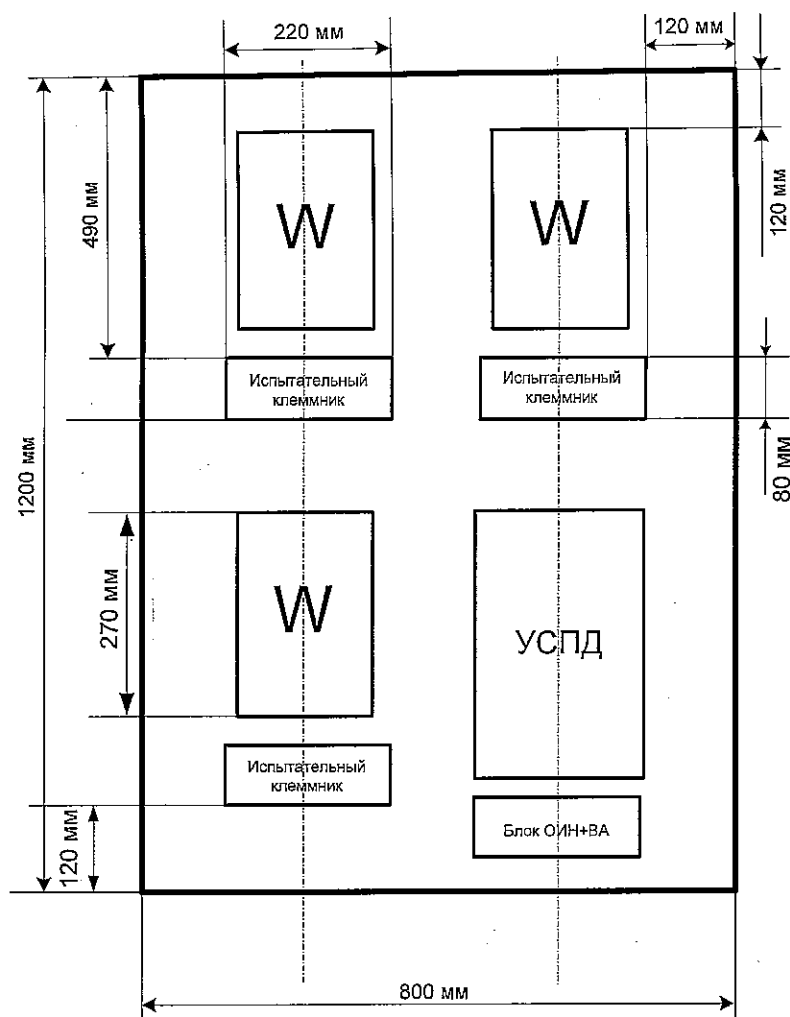 220 мм
120 мм
490 мм
W
W
120 мм
Испытательный
клеммник
Испытательный
клеммник
80 мм
1200 мм
270 мм
W
УСПД
Испытательный
клеммник
Блок ОИН+ВА
120 мм
800 мм